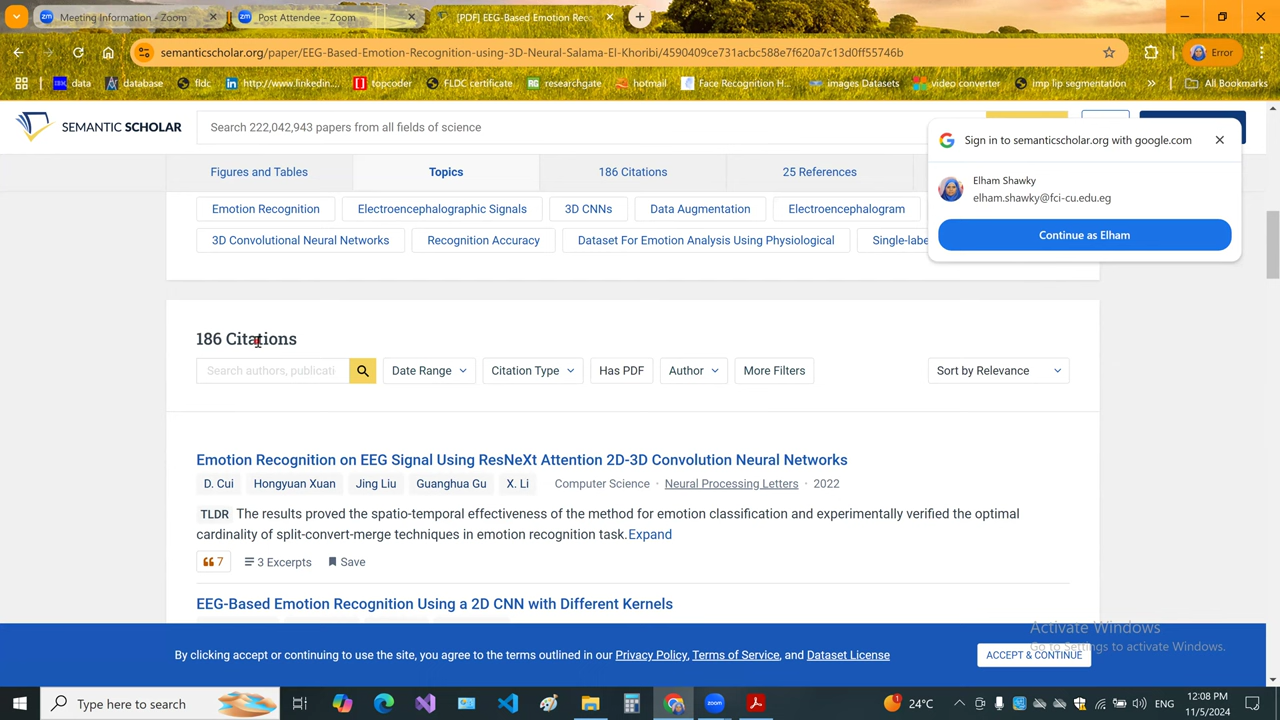 Meeting Information - Zoom
Post Attendee - Zoom
[PDF] EEG-Based Emotion Rec
semanticscholar.org/paper/EEG-Based-Emotion-Recognition-using-3D-Neural-Salama-El-Khoribi/4590409ce731acbc588e7f620a7c13d0ff55746b
Error
data
database
fldc
http://www.linkedin....
topcoder
FLDC certificate
researchgate
hotmail
Face Recognition H...
images Datasets
video converter
imp lip segmentation
All Bookmarks
SEMANTIC SCHOLAR
Search 222,042,943 papers from all fields of science
Sign in to semanticscholar.org with google.com
Elham Shawky
elham.shawky@fci-cu.edu.eg
Continue as Elham
Figures and Tables
Topics
186 Citations
25 References
Emotion Recognition
Electroencephalographic Signals
3D CNNs
Data Augmentation
Electroencephalogram
3D Convolutional Neural Networks
Recognition Accuracy
Dataset For Emotion Analysis Using Physiological
Single-labe
186 Citations
Search authors, publicati
Date Range
Citation Type
Has PDF
Author
More Filters
Sort by Relevance
Emotion Recognition on EEG Signal Using ResNeXt Attention 2D-3D Convolution Neural Networks
D. Cui Hongyuan Xuan Jing Liu Guanghua Gu X. Li Computer Science · Neural Processing Letters · 2022
TLDR The results proved the spatio-temporal effectiveness of the method for emotion classification and experimentally verified the optimal
cardinality of split-convert-merge techniques in emotion recognition task.Expand
7 3 Excerpts Save
EEG-Based Emotion Recognition Using a 2D CNN with Different Kernels
Activate Windows
Go to Settings to activate Windows.
By clicking accept or continuing to use the site, you agree to the terms outlined in our Privacy Policy, Terms of Service, and Dataset License
ACCEPT & CONTINUE
Type here to search
zoom
1
24°C
12:08 PM
11/5/2024